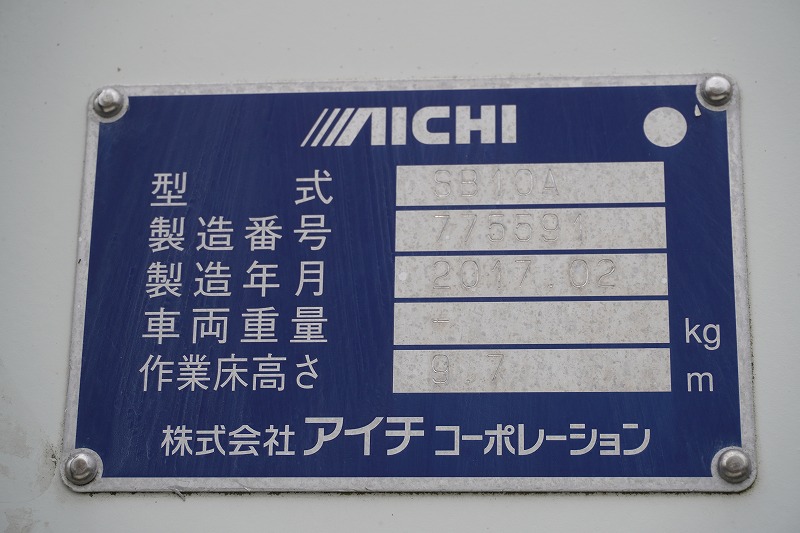 AICHI
型式 SB10A
製造番号 775591
製造年月 2017.02
車両重量 - kg
作業床高さ 9.7 m
株式会社 アイチ コーポレーション